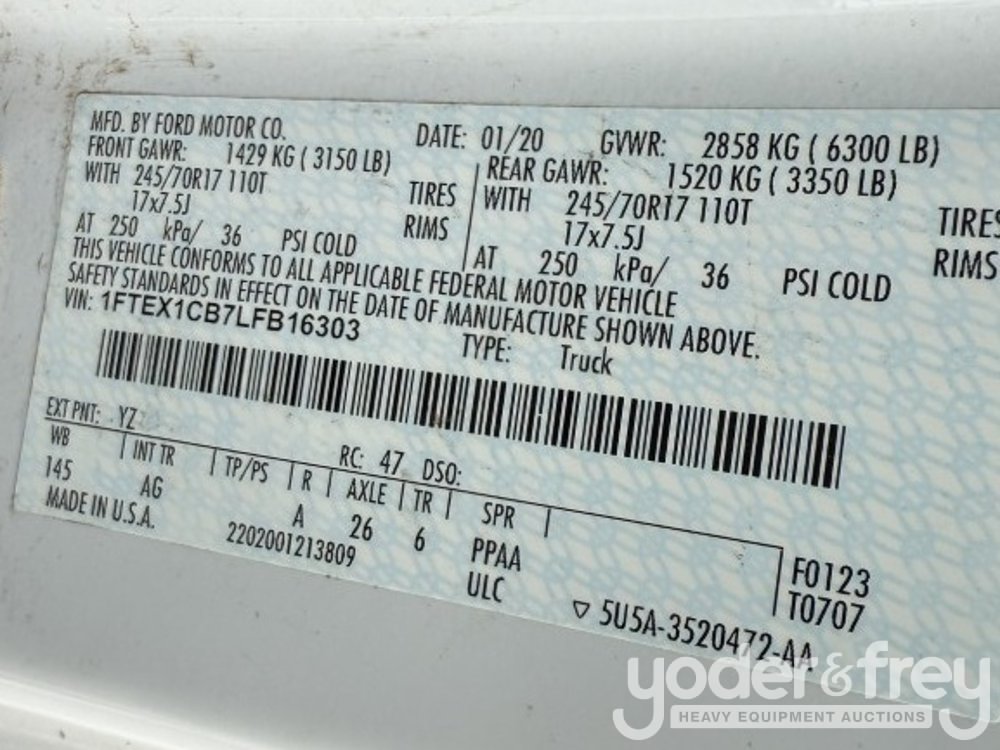 MFD. BY FORD MOTOR CO. DATE: 01/20 GVWR: 2858 KG ( 6300 LB)
FRONT GAWR: 1429 KG ( 3150 LB) REAR GAWR: 1520 KG ( 3350 LB)
WITH 245/70R17 110T TIRES WITH 245/70R17 110T TIRES
17x7.5J RIMS 17x7.5J RIMS
AT 250 kPa/ 36 PSI COLD AT 250 kPa/ 36 PSI COLD
THIS VEHICLE CONFORMS TO ALL APPLICABLE FEDERAL MOTOR VEHICLE
SAFETY STANDARDS IN EFFECT ON THE DATE OF MANUFACTURE SHOWN ABOVE.
VIN: 1FTEX1CB7LFB16303 TYPE: Truck
EXT PNT: YZ RC: 47 DSO:
WB INT TR TP/PS R AXLE TR SPR
145 AG A 26 6 PPAA F0123
MADE IN U.S.A. 2202001213809 ULC T0707
▽ 5U5A-3520472-AA
yoder&frey
HEAVY EQUIPMENT AUCTIONS